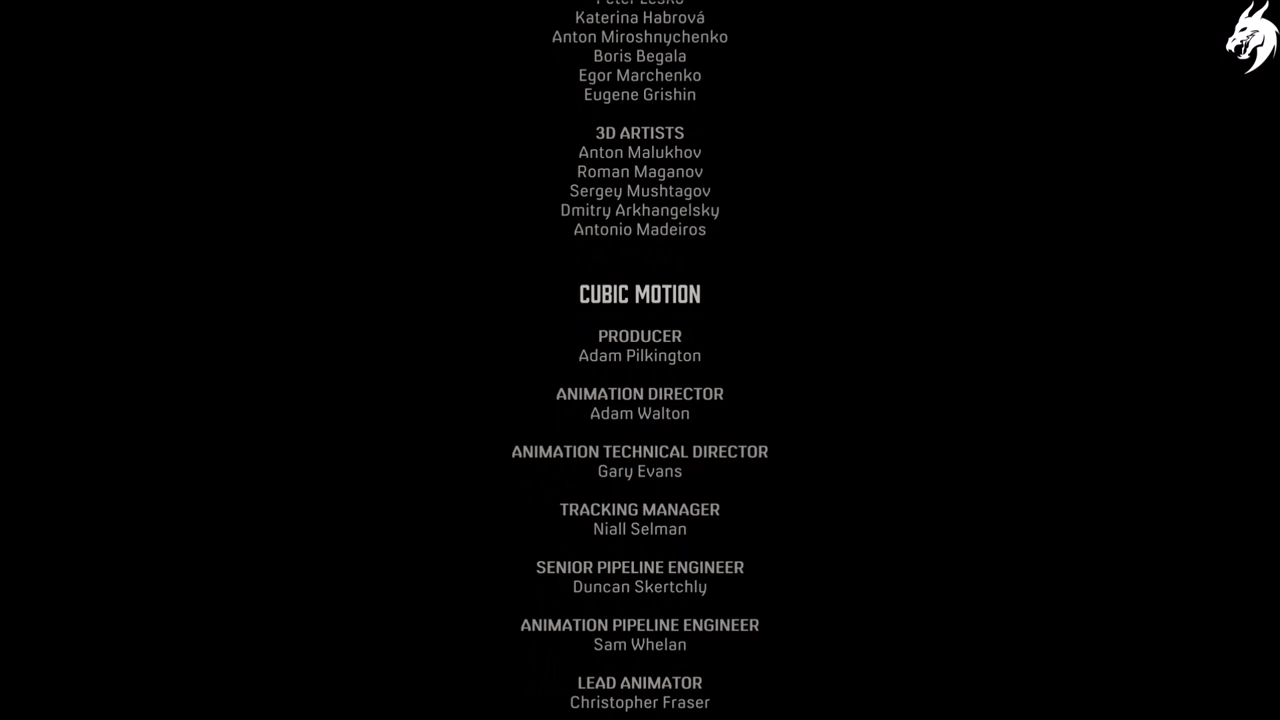 Katerina Habrová
Anton Miroshnychenko
Boris Begala
Egor Marchenko
Eugene Grishin
3D ARTISTS
Anton Malukhov
Roman Maganov
Sergey Mushtagov
Dmitry Arkhangelsky
Antonio Madeiros
CUBIC MOTION
PRODUCER
Adam Pilkington
ANIMATION DIRECTOR
Adam Walton
ANIMATION TECHNICAL DIRECTOR
Gary Evans
TRACKING MANAGER
Niall Selman
SENIOR PIPELINE ENGINEER
Duncan Skertchly
ANIMATION PIPELINE ENGINEER
Sam Whelan
LEAD ANIMATOR
Christopher Fraser